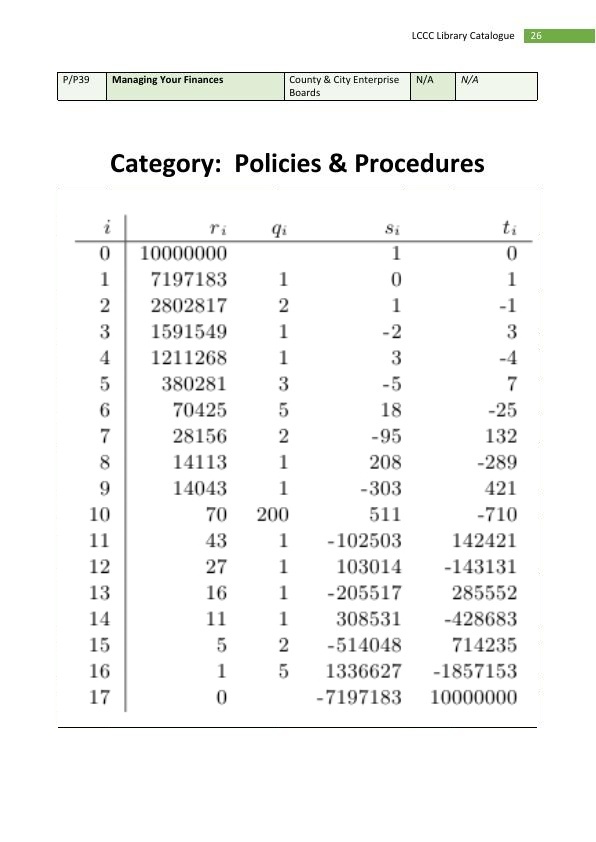 LCCC Library Catalogue 26
P/P39 Managing Your Finances County & City Enterprise Boards N/A N/A
Category: Policies & Procedures
i r_i q_i s_i t_i
0 10000000 1 0
1 7197183 1 0 1
2 2802817 2 1 -1
3 1591549 1 -2 3
4 1211268 1 3 -4
5 380281 3 -5 7
6 70425 5 18 -25
7 28156 2 -95 132
8 14113 1 208 -289
9 14043 1 -303 421
10 70 200 511 -710
11 43 1 -102503 142421
12 27 1 103014 -143131
13 16 1 -205517 285552
14 11 1 308531 -428683
15 5 2 -514048 714235
16 1 5 1336627 -1857153
17 0 -7197183 10000000